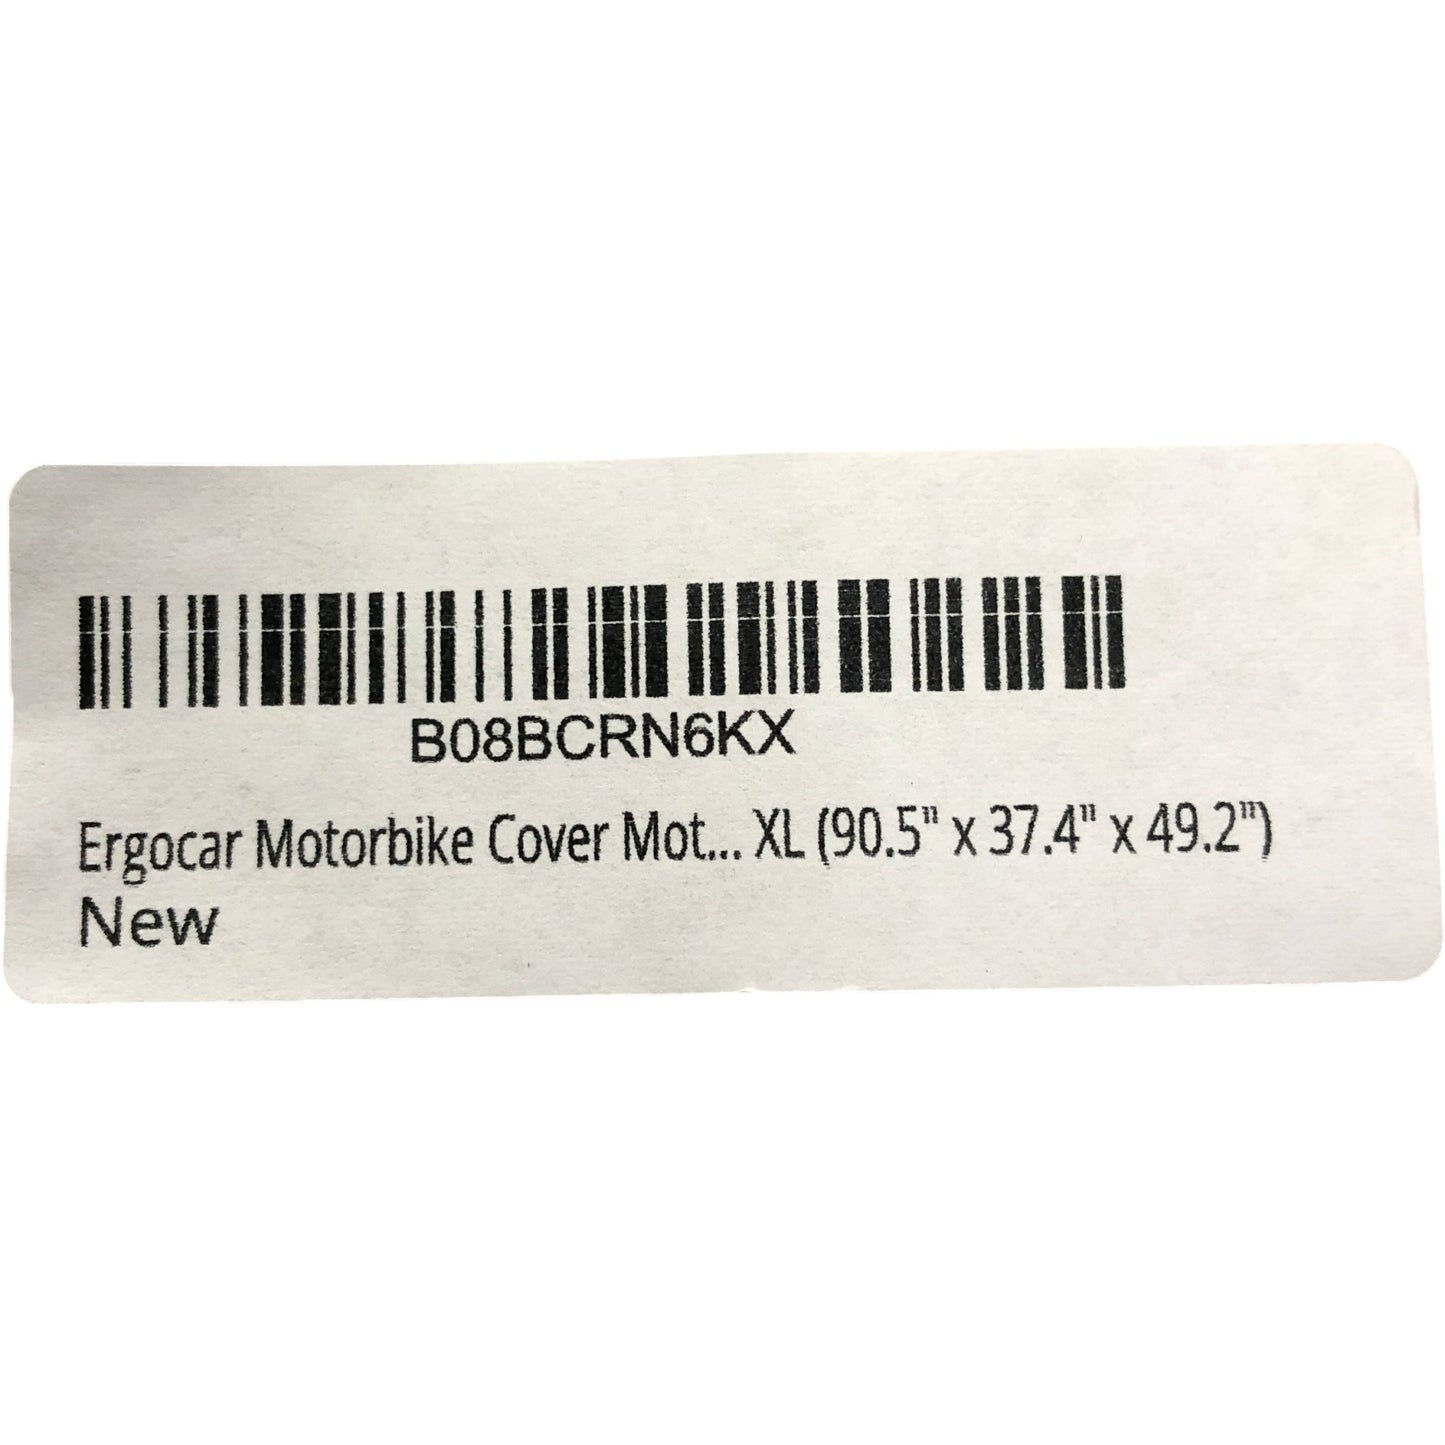 B08BCRN6KX
Ergocar Motorbike Cover Mot... XL (90.5" x 37.4" x 49.2")
New